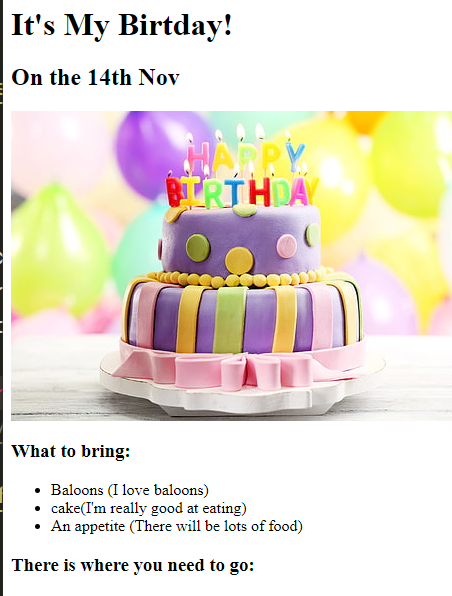 It's My Birtday!
On the 14th Nov
HAPPY
BIRTHDAY
What to bring:
Baloons (I love baloons)
cake(I'm really good at eating)
An appetite (There will be lots of food)
There is where you need to go: